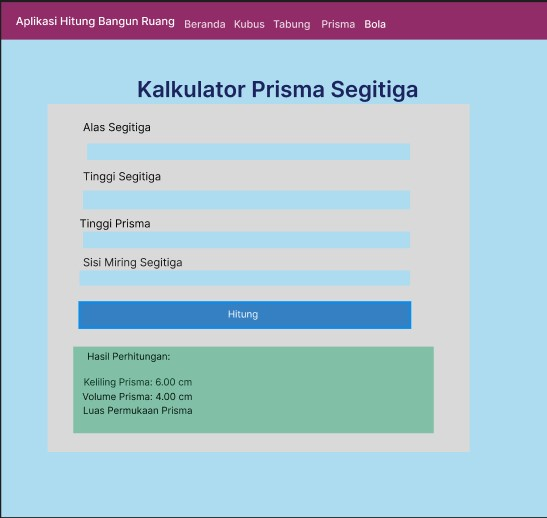 Aplikasi Hitung Bangun Ruang Beranda Kubus Tabung Prisma Bola
Kalkulator Prisma Segitiga
Alas Segitiga
Tinggi Segitiga
Tinggi Prisma
Sisi Miring Segitiga
Hitung
Hasil Perhitungan:
Keliling Prisma: 6.00 cm
Volume Prisma: 4.00 cm
Luas Permukaan Prisma